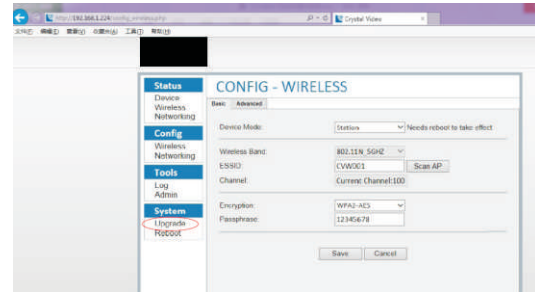 http://192.168.1.224/config_wireless.php
Crystal Video
Status
Device
Wireless
Networking
Config
Wireless
Networking
Tools
Log
Admin
System
Upgrade
Reboot
CONFIG - WIRELESS
Basic Advanced
Device Mode: Station Needs reboot to take effect
Wireless Band: 802.11N_5GHZ
ESSID: CVW001 Scan AP
Channel: Current Channel:100
Encryption: WPA2-AES
Passphrase: 12345678
Save Cancel